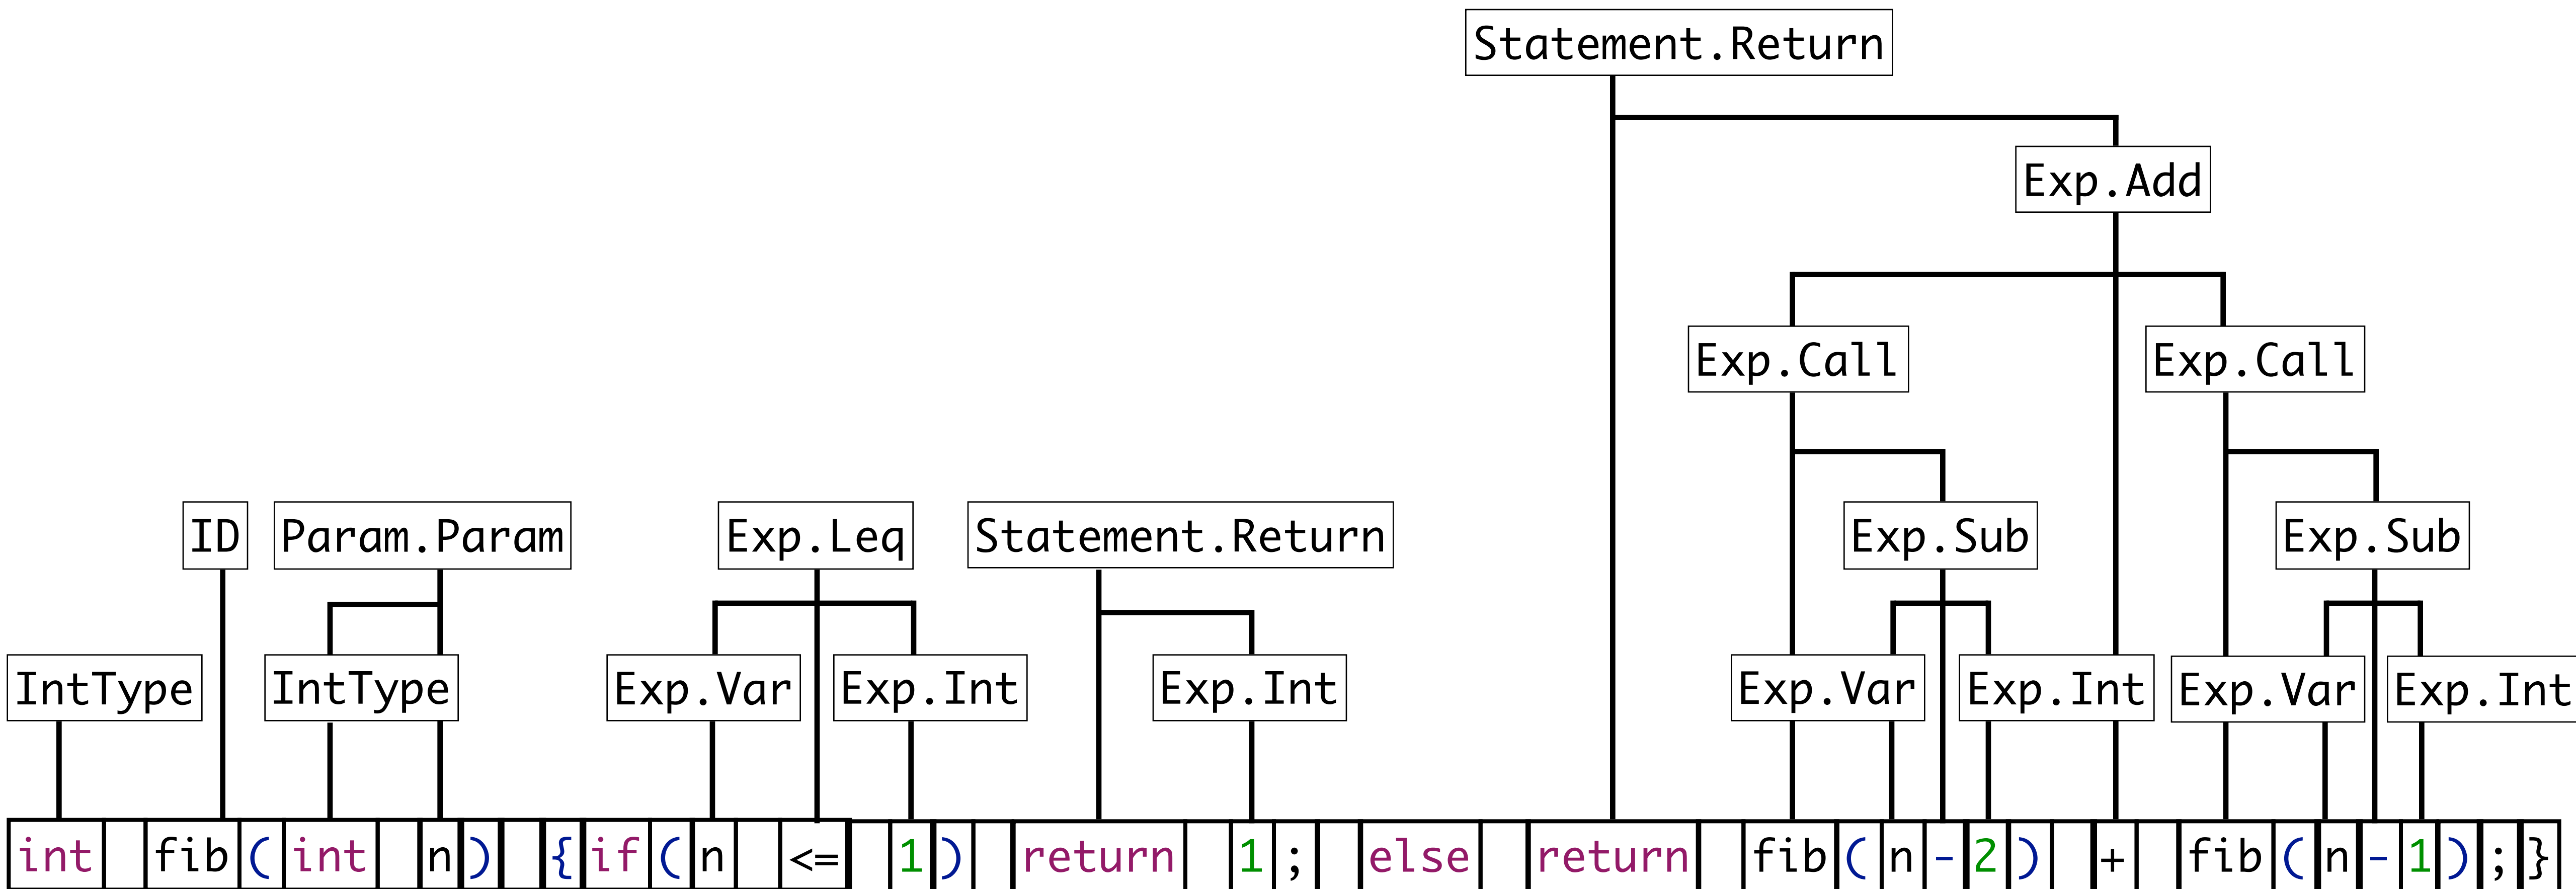 Statement.Return
Exp.Add
Exp.Call Exp.Call
ID Param.Param Exp.Leq Statement.Return Exp.Sub Exp.Sub
IntType IntType Exp.Var Exp.Int Exp.Int Exp.Var Exp.Int Exp.Var Exp.Int
int fib(int n) {if(n <= 1) return 1; else return fib(n-2) + fib(n-1);}